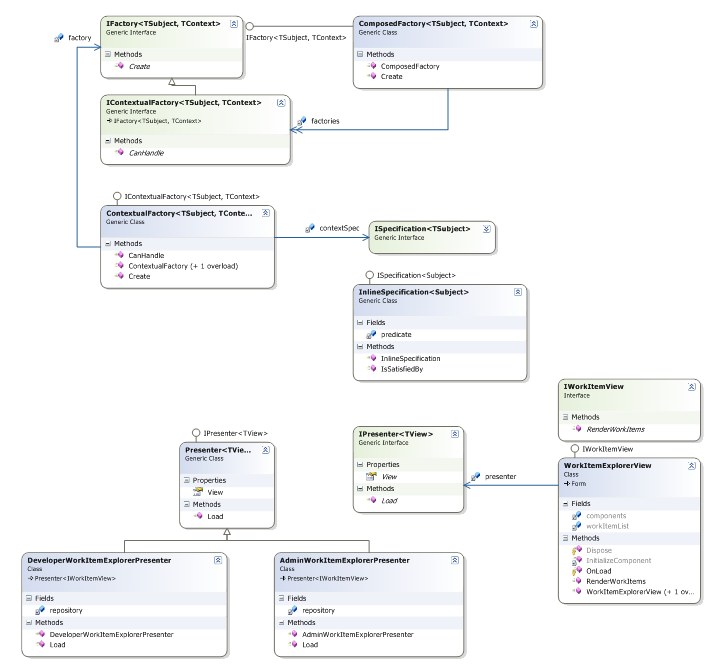 IFactory<TSubject, TContext>
Generic Interface
Methods
Create
factory
IFactory<TSubject, TContext>
ComposedFactory<TSubject, TContext>
Generic Class
Methods
ComposedFactory
Create
IContextualFactory<TSubject, TContext>
Generic Interface
IFactory<TSubject, TContext>
Methods
CanHandle
factories
IContextualFactory<TSubject, TContext>
ContextualFactory<TSubject, TConte...
Generic Class
Methods
CanHandle
ContextualFactory (+ 1 overload)
Create
contextSpec
ISpecification<TSubject>
Generic Interface
ISpecification<Subject>
InlineSpecification<Subject>
Generic Class
Fields
predicate
Methods
InlineSpecification
IsSatisfiedBy
IWorkItemView
Interface
Methods
RenderWorkItems
IPresenter<TView>
Presenter<TVie...
Generic Class
Properties
View
Methods
Load
IPresenter<TView>
Generic Interface
Properties
View
Methods
Load
presenter
IWorkItemView
WorkItemExplorerView
Class
Form
Fields
components
workItemList
Methods
Dispose
InitializeComponent
OnLoad
RenderWorkItems
WorkItemExplorerView (+ 1 ov...
DeveloperWorkItemExplorerPresenter
Class
Presenter<IWorkItemView>
Fields
repository
Methods
DeveloperWorkItemExplorerPresenter
Load
AdminWorkItemExplorerPresenter
Class
Presenter<IWorkItemView>
Fields
repository
Methods
AdminWorkItemExplorerPresenter
Load